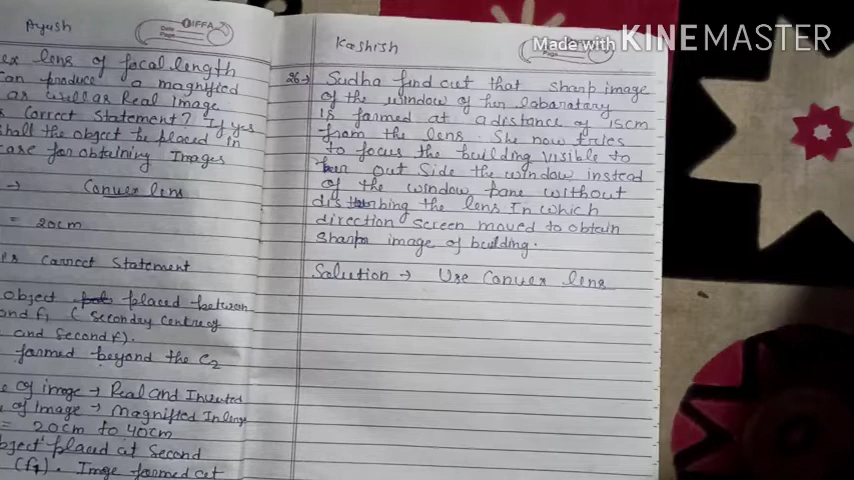 Ayush
DIFFA
Date
Page
ex lens of focal length
can produce a magnified
as well as Real image
Correct Statement? If yes
shall the object be placed in
case for obtaining Images
→ Convex lens
= 20cm
Correct Statement
object placed between
and f1 (Secondry Centre of
and Second F).
formed beyond the C2
of image → Real and Inverted
of image → Magnified
= 20cm to 40cm
object placed at Second
Image formed at
Kashish
Made with KINEMASTER
26→ Sudha find out that sharp image
of the window of her labaratary
is formed at a distance of 15cm
from the lens. She now tries
to focus the building visible to
her out side the window instead
of the window pane without
disturbing the lens In which
direction screen moved to obtain
Sharp image of building.
Solution → Use Convex lens